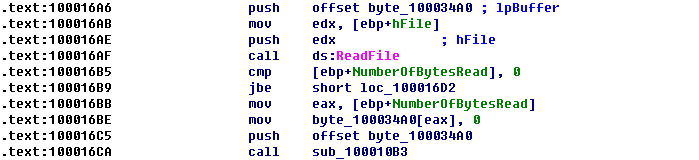 .text:100016A6 push offset byte_100034A0 ; lpBuffer
.text:100016AB mov edx, [ebp+hFile]
.text:100016AE push edx ; hFile
.text:100016AF call ds:ReadFile
.text:100016B5 cmp [ebp+NumberOfBytesRead], 0
.text:100016B9 jbe short loc_100016D2
.text:100016BB mov eax, [ebp+NumberOfBytesRead]
.text:100016BE mov byte_100034A0[eax], 0
.text:100016C5 push offset byte_100034A0
.text:100016CA call sub_100010B3